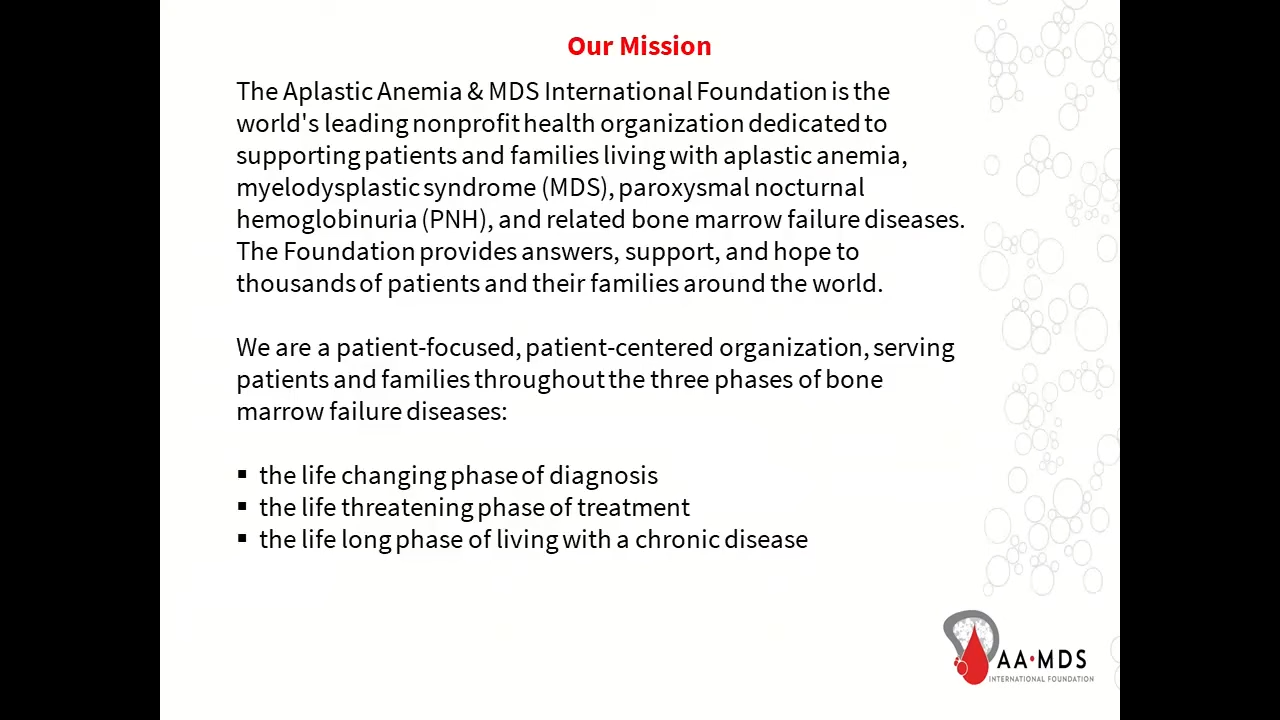 Our Mission
The Aplastic Anemia & MDS International Foundation is the
world's leading nonprofit health organization dedicated to
supporting patients and families living with aplastic anemia,
myelodysplastic syndrome (MDS), paroxysmal nocturnal
hemoglobinuria (PNH), and related bone marrow failure diseases.
The Foundation provides answers, support, and hope to
thousands of patients and their families around the world.
We are a patient-focused, patient-centered organization, serving
patients and families throughout the three phases of bone
marrow failure diseases:
▪ the life changing phase of diagnosis
▪ the life threatening phase of treatment
▪ the life long phase of living with a chronic disease
AA•MDS
INTERNATIONAL FOUNDATION